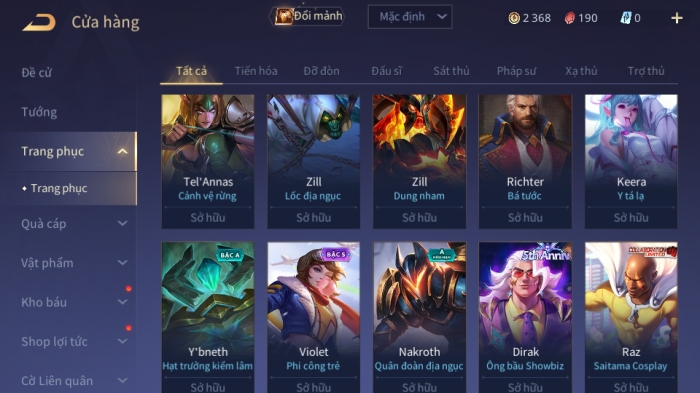 Cửa hàng
Đổi mảnh
Mặc định
2 368
190
0
Đề cử
Tướng
Trang phục
Trang phục
Quà cáp
Vật phẩm
Kho báu
Shop lợi tức
Cờ Liên quân
Tất cả Tiến hóa Đỡ đòn Đấu sĩ Sát thủ Pháp sư Xạ thủ Trợ thủ
Tel'Annas
Cảnh vệ rừng
Sở hữu
Zill
Lốc địa ngục
Sở hữu
Zill
Dung nham
Sở hữu
Richter
Bá tước
Sở hữu
Keera
Y tá lạ
Sở hữu
BẬC A
Y'bneth
Hạt trưởng kiểm lâm
Sở hữu
BẬC S
Violet
Phi công trẻ
Sở hữu
A
Nakroth
Quân đoàn địa ngục
Sở hữu
5th Anniv
Dirak
Ông bầu Showbiz
Sở hữu
COLLABORATION
LIMITED
Raz
Saitama Cosplay
Sở hữu